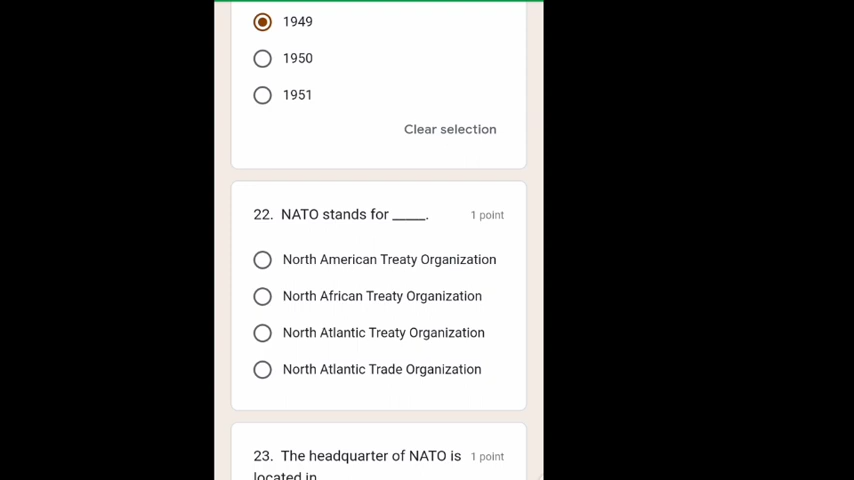 1949
1950
1951
Clear selection
22. NATO stands for _____. 1 point
North American Treaty Organization
North African Treaty Organization
North Atlantic Treaty Organization
North Atlantic Trade Organization
23. The headquarter of NATO is 1 point
located in